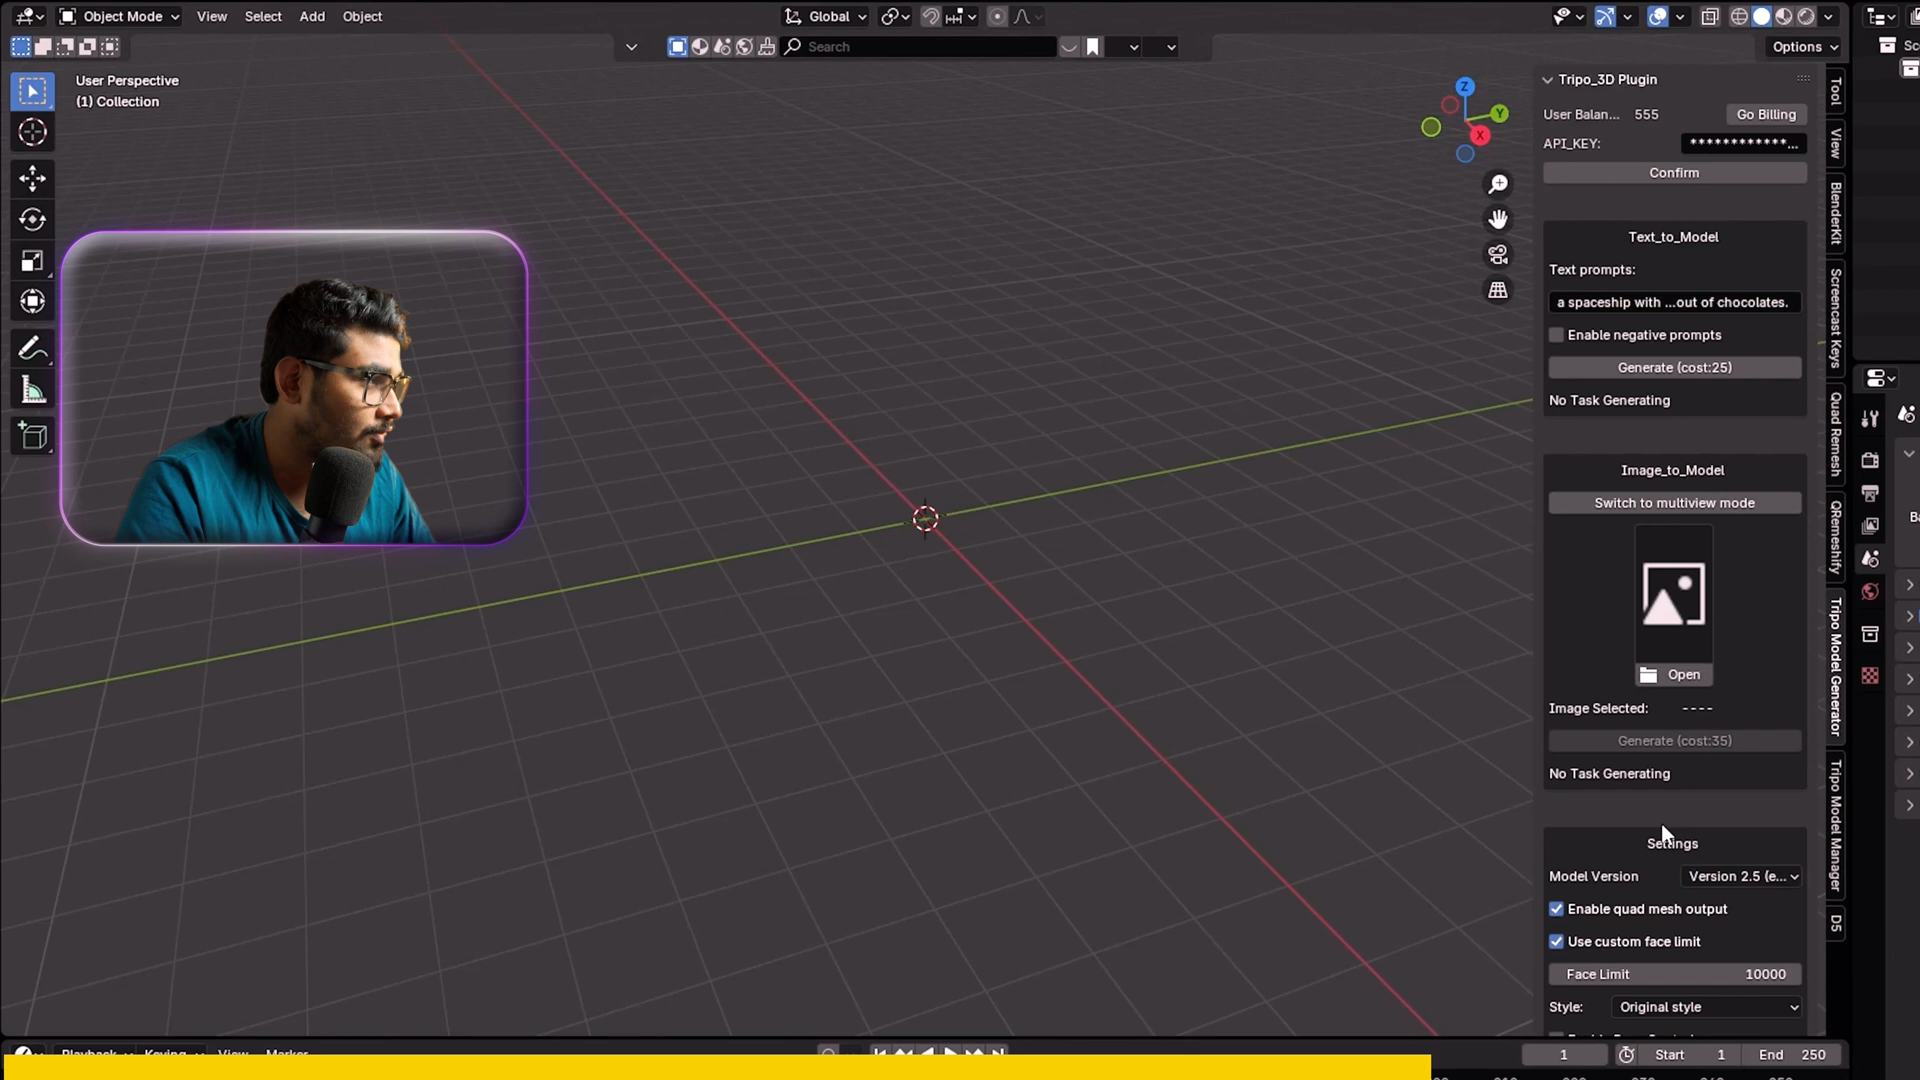 Object Mode View Select Add Object Global
Search Options
User Perspective
(1) Collection
Z
Y
X
Tripo_3D Plugin
User Balan... 555 Go Billing
API_KEY: ************...
Confirm
Text_to_Model
Text prompts:
a spaceship with ...out of chocolates.
Enable negative prompts
Generate (cost:25)
No Task Generating
Image_to_Model
Switch to multiview mode
Open
Image Selected: ----
Generate (cost:35)
No Task Generating
Settings
Model Version Version 2.5 (e...
Enable quad mesh output
Use custom face limit
Face Limit 10000
Style: Original style
Tool
View
BlenderKit
Screencast Keys
Quad Remesh
QRemeshify
Tripo Model Generator
Tripo Model Manager
D5
Sc
Ba
Playback Keying View Marker
1 Start 1 End 250